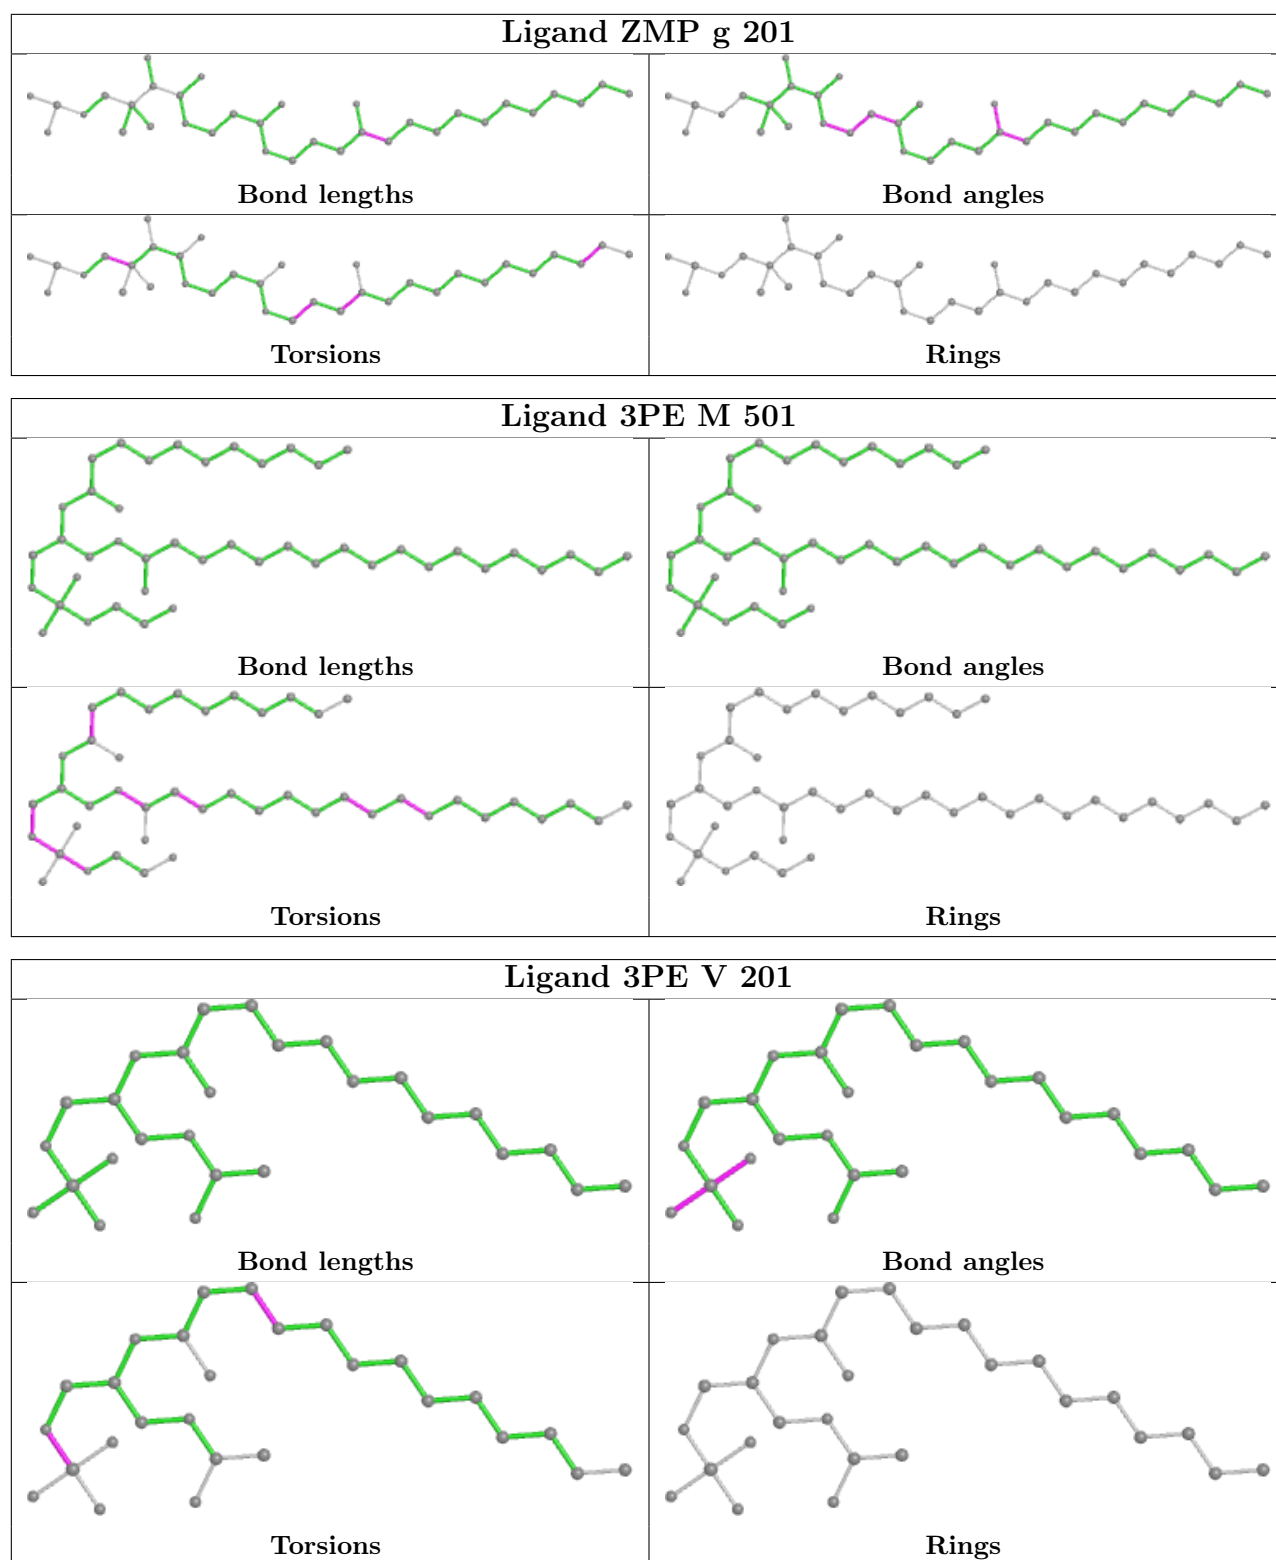 Ligand ZMP g 201
Bond lengths
Bond angles
Torsions
Rings
Ligand 3PE M 501
Bond lengths
Bond angles
Torsions
Rings
Ligand 3PE V 201
Bond lengths
Bond angles
Torsions
Rings